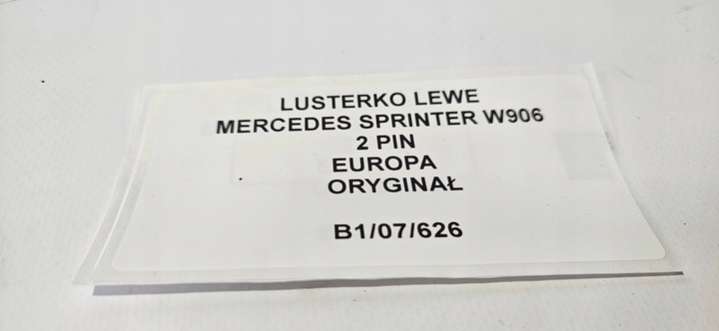 LUSTERKO LEWE
MERCEDES SPRINTER W906
2 PIN
EUROPA
ORYGINAŁ
B1/07/626